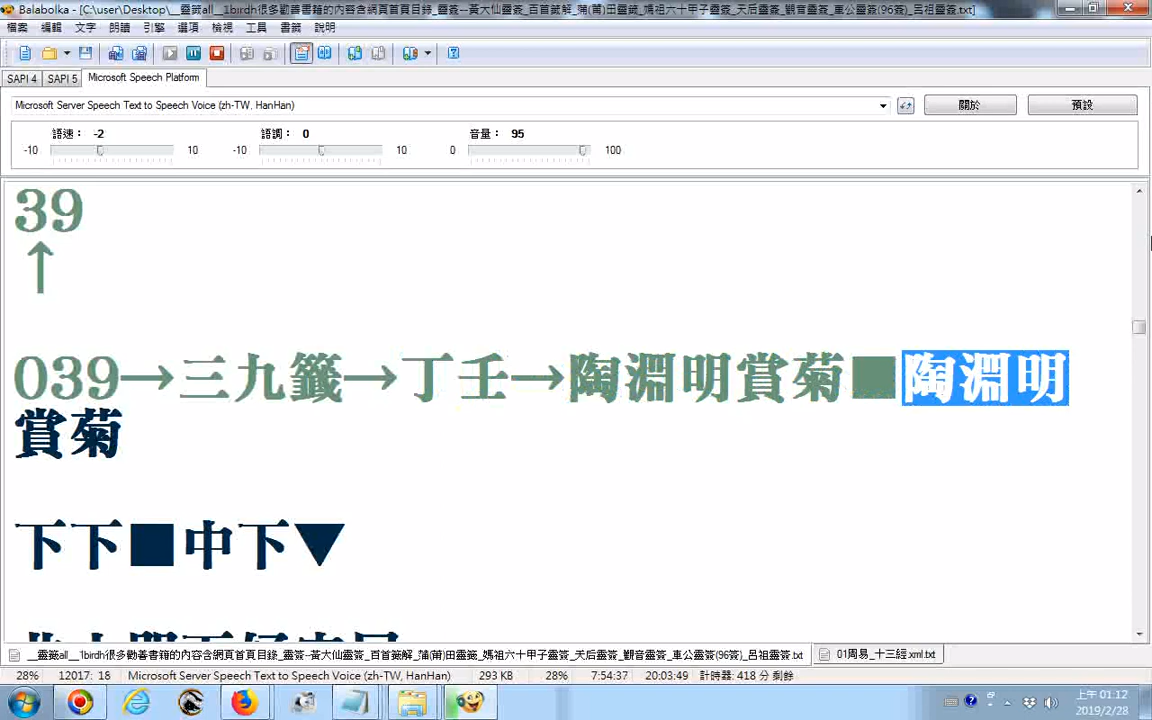 Balabolka - [C:\user\Desktop\__靈籤all__1birdh很多勸善書籍的內容含網頁首頁目錄_靈簽--黃大仙靈簽_百首籤解_蒲(莆)田靈籤_媽祖六十甲子靈簽_天后靈簽_觀音靈簽_車公靈簽(96簽)_呂祖靈簽.txt]
檔案 編輯 文字 朗讀 引擎 選項 檢視 工具 書籤 說明
SAPI 4 SAPI 5 Microsoft Speech Platform
Microsoft Server Speech Text to Speech Voice (zh-TW, HanHan) 關於 預設
語速： -2 語調： 0 音量： 95
-10 10 -10 10 0 100
39
↑
039→三九籤→丁壬→陶淵明賞菊■陶淵明
賞菊
下下■中下▼
__靈籤all__1birdh很多勸善書籍的內容含網頁首頁目錄_靈簽--黃大仙靈簽_百首籤解_蒲(莆)田靈籤_媽祖六十甲子靈簽_天后靈簽_觀音靈簽_車公靈簽(96簽)_呂祖靈簽.txt 01周易_十三經.xml.txt
28% 12017: 18 Microsoft Server Speech Text to Speech Voice (zh-TW, HanHan) 293 KB 28% 7:54:37 20:03:49 計時器: 418 分 剩餘
上午 01:12
2019/2/28